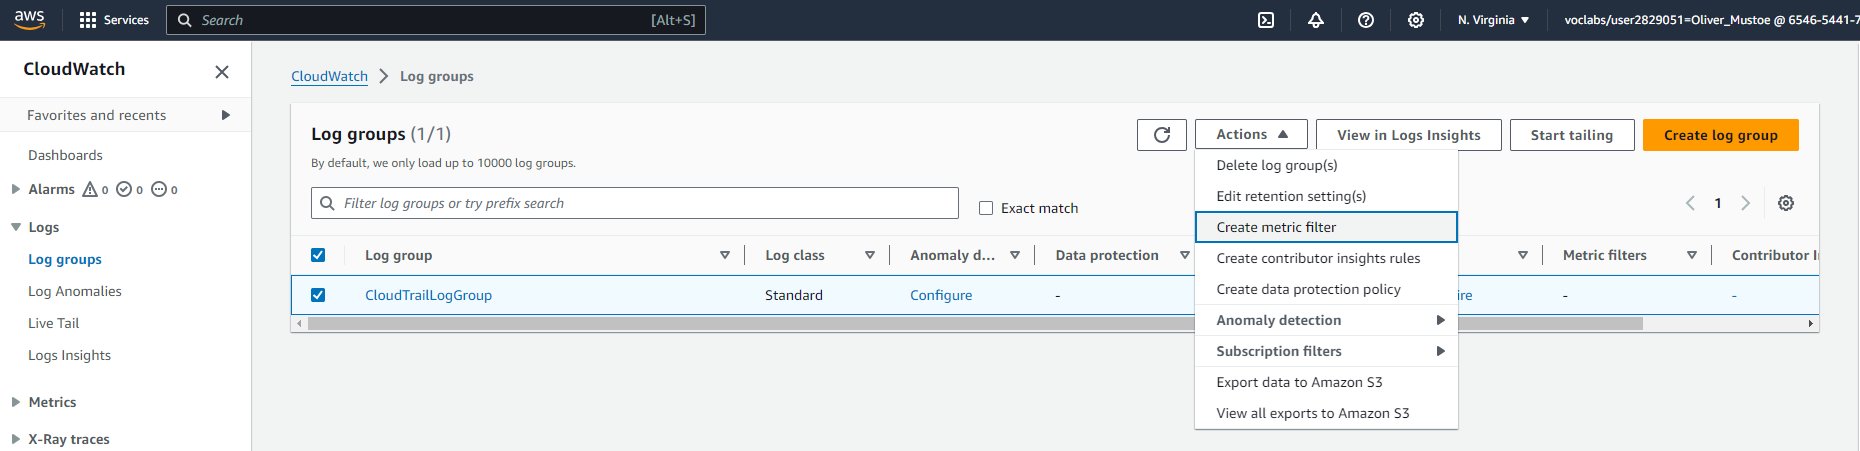 aws Services Search [Alt+S] N. Virginia voclabs/user2829051=Oliver_Mustoe @ 6546-5441-7
CloudWatch
Favorites and recents
Dashboards
Alarms 0 0 0
Logs
Log groups
Log Anomalies
Live Tail
Logs Insights
Metrics
X-Ray traces
CloudWatch Log groups
Log groups (1/1)
By default, we only load up to 10000 log groups.
Actions View in Logs Insights Start tailing Create log group
Filter log groups or try prefix search Exact match 1
Delete log group(s)
Edit retention setting(s)
Create metric filter
Create contributor insights rules
Create data protection policy
Anomaly detection
Subscription filters
Export data to Amazon S3
View all exports to Amazon S3
Log group Log class Anomaly d... Data protection Metric filters Contributor In
CloudTrailLogGroup Standard Configure - ire - -